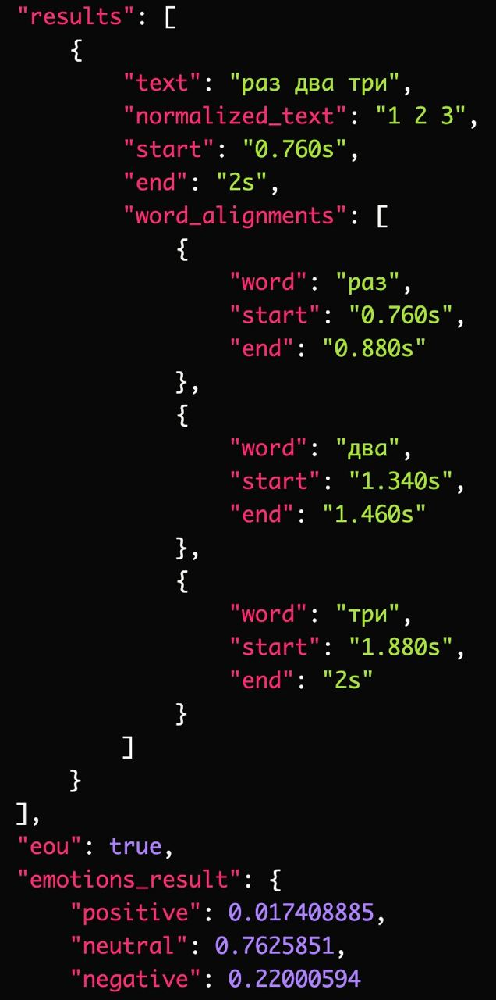 "results": [
    {
        "text": "раз два три",
        "normalized_text": "1 2 3",
        "start": "0.760s",
        "end": "2s",
        "word_alignments": [
            {
                "word": "раз",
                "start": "0.760s",
                "end": "0.880s"
            },
            {
                "word": "два",
                "start": "1.340s",
                "end": "1.460s"
            },
            {
                "word": "три",
                "start": "1.880s",
                "end": "2s"
            }
        ]
    }
],
"eou": true,
"emotions_result": {
    "positive": 0.017408885,
    "neutral": 0.7625851,
    "negative": 0.22000594